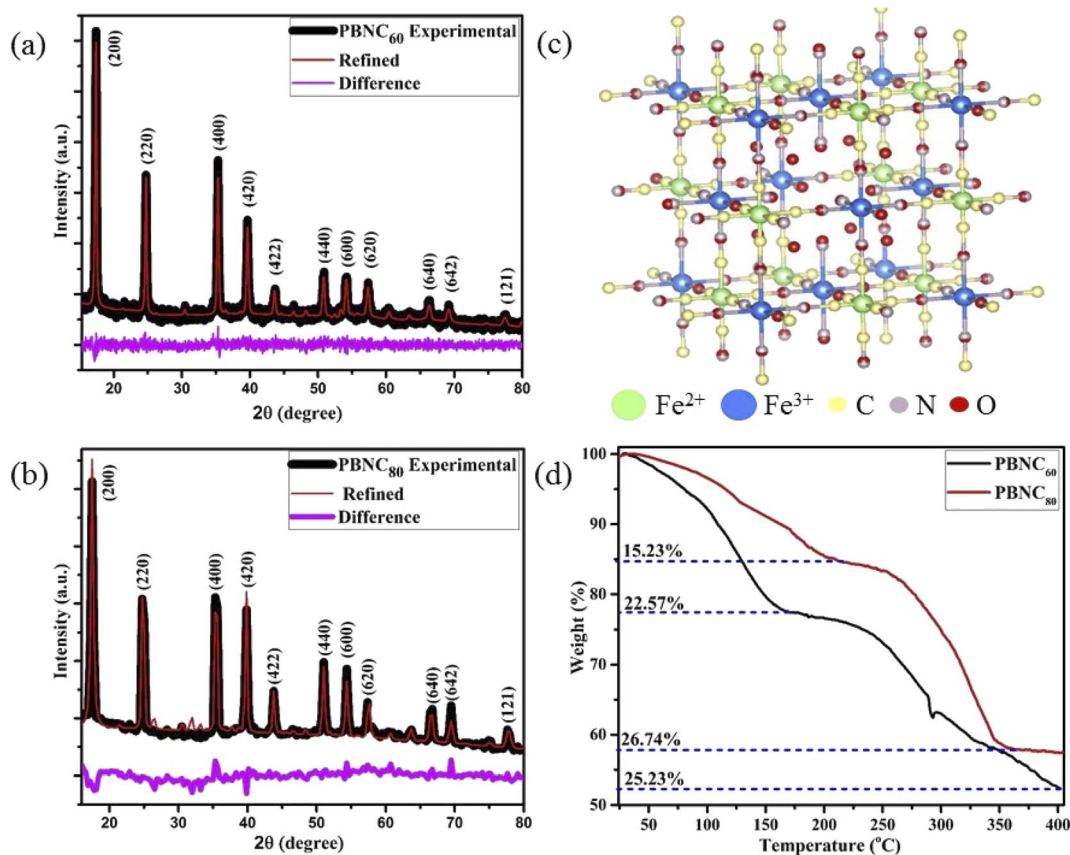 (a)
PBNC₆₀ Experimental
Refined
Difference
(200)
(220)
(400)
(420)
(422)
(440)
(600)
(620)
(640)
(642)
(121)
Intensity (a.u.)
20 30 40 50 60 70 80
2θ (degree)
(b)
PBNC₈₀ Experimental
Refined
Difference
(200)
(220)
(400)
(420)
(422)
(440)
(600)
(620)
(640)
(642)
(121)
Intensity (a.u.)
20 30 40 50 60 70 80
2θ (degree)
(c)
Fe²⁺ Fe³⁺ C N O
(d)
PBNC₆₀
PBNC₈₀
100
90
80
70
60
50
15.23%
22.57%
26.74%
25.23%
Weight (%)
50 100 150 200 250 300 350 400
Temperature (°C)